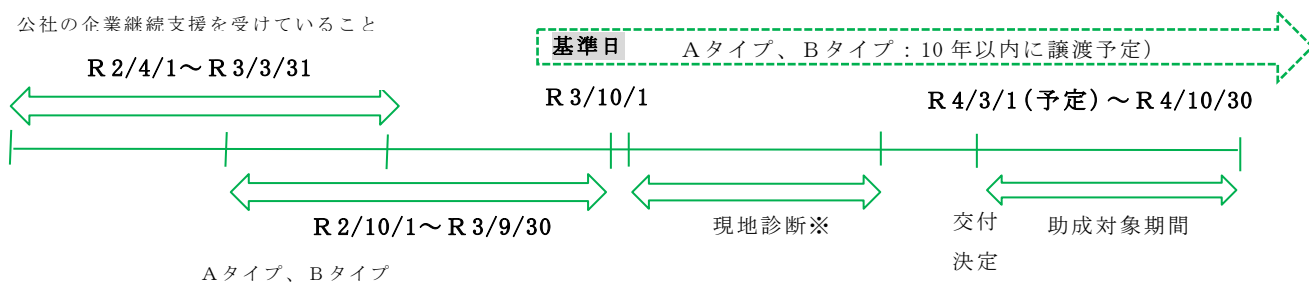 公社の企業継続支援を受けていること
基準日 Aタイプ、Bタイプ：10年以内に譲渡予定）
R2/4/1～R3/3/31
R3/10/1
R4/3/1(予定)～R4/10/30
R2/10/1～R3/9/30
現地診断※
交付
決定
助成対象期間
Aタイプ、Bタイプ